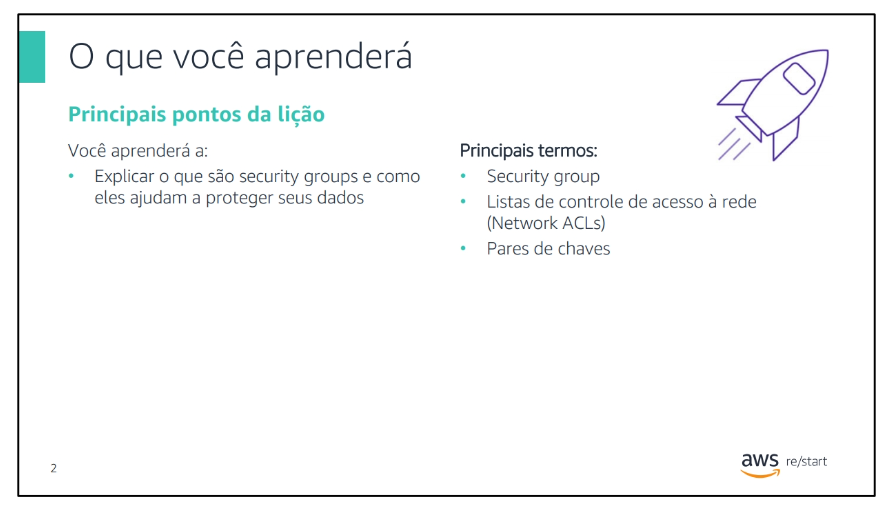 O que você aprenderá
Principais pontos da lição
Você aprenderá a:
• Explicar o que são security groups e como
eles ajudam a proteger seus dados
Principais termos:
• Security group
• Listas de controle de acesso à rede
(Network ACLs)
• Pares de chaves
2
aws re/start